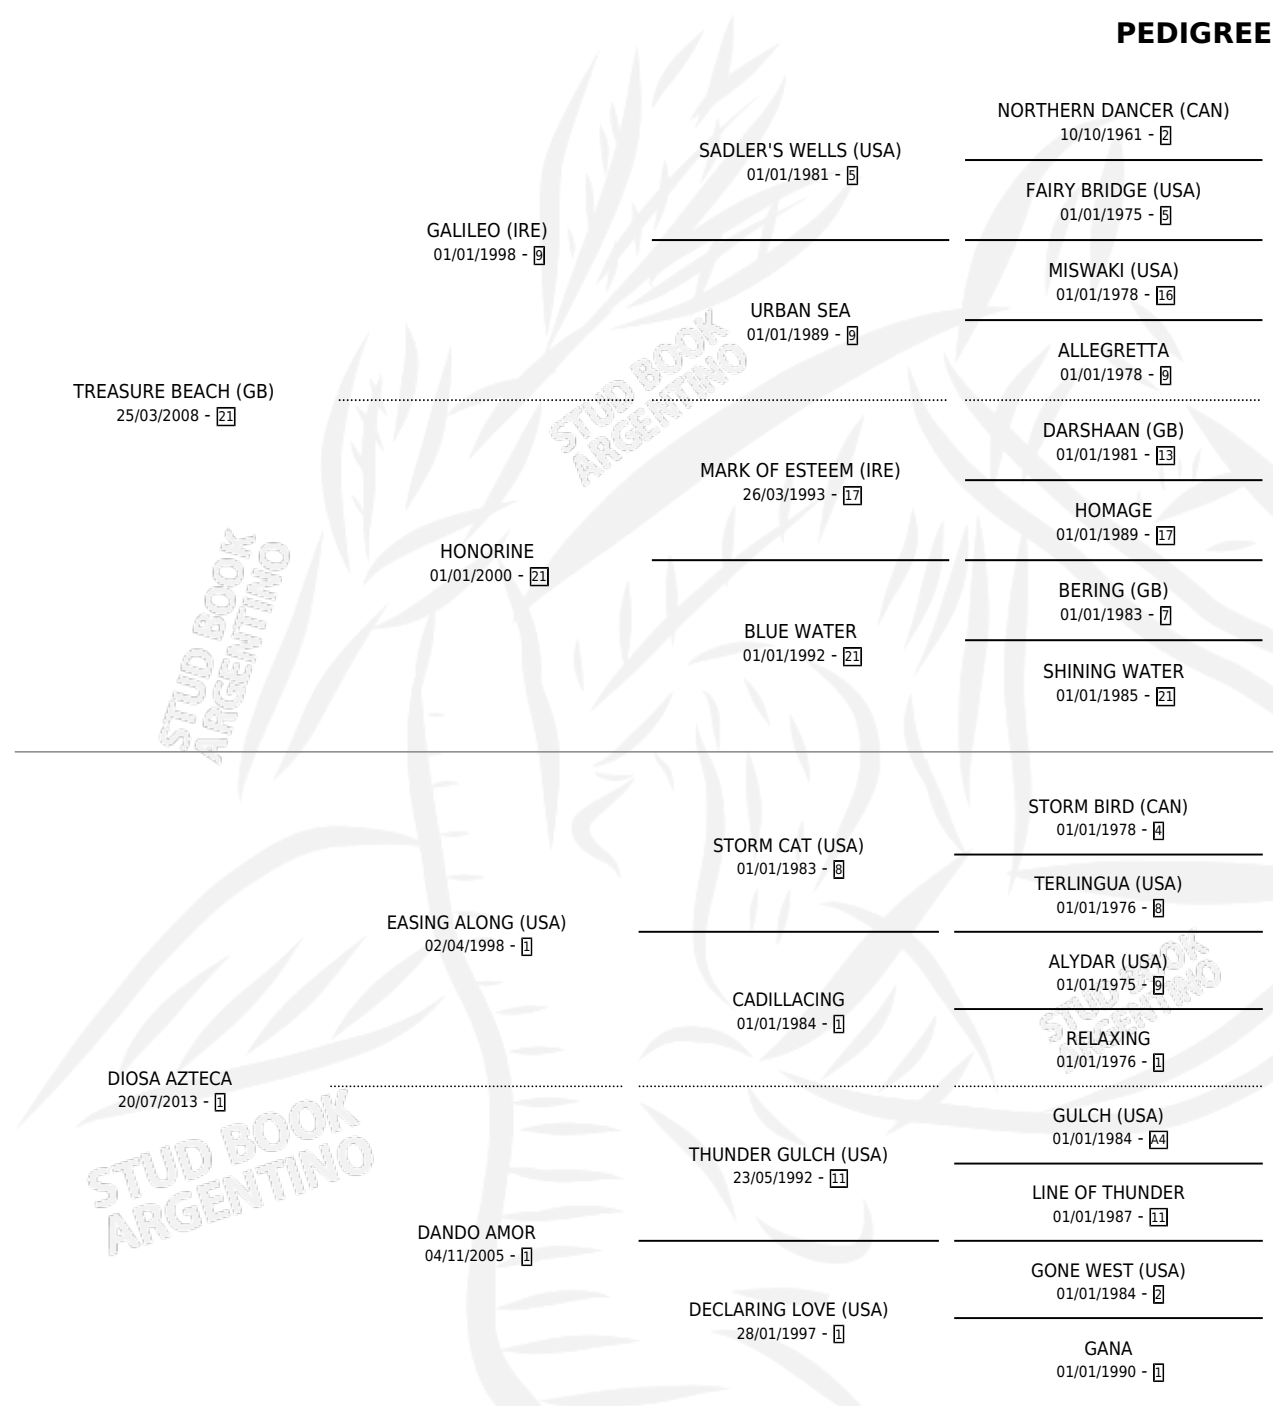 PEDIGREE
NORTHERN DANCER (CAN)
10/10/1961 - 2
SADLER'S WELLS (USA)
01/01/1981 - 5
FAIRY BRIDGE (USA)
01/01/1975 - 5
GALILEO (IRE)
01/01/1998 - 9
MISWAKI (USA)
01/01/1978 - 16
URBAN SEA
01/01/1989 - 9
ALLEGRETTA
01/01/1978 - 9
TREASURE BEACH (GB)
25/03/2008 - 21
DARSHAAN (GB)
01/01/1981 - 13
MARK OF ESTEEM (IRE)
26/03/1993 - 17
HOMAGE
01/01/1989 - 17
HONORINE
01/01/2000 - 21
BERING (GB)
01/01/1983 - 7
BLUE WATER
01/01/1992 - 21
SHINING WATER
01/01/1985 - 21
STUD BOOK
ARGENTINO
STUD BOOK
ARGENTINO
STORM BIRD (CAN)
01/01/1978 - 4
STORM CAT (USA)
01/01/1983 - 8
TERLINGUA (USA)
01/01/1976 - 8
EASING ALONG (USA)
02/04/1998 - 1
ALYDAR (USA)
01/01/1975 - 9
CADILLACING
01/01/1984 - 1
RELAXING
01/01/1976 - 1
STUD BOOK
ARGENTINO
DIOSA AZTECA
20/07/2013 - 1
GULCH (USA)
01/01/1984 - A4
THUNDER GULCH (USA)
23/05/1992 - 11
LINE OF THUNDER
01/01/1987 - 11
STUD BOOK
ARGENTINO
DANDO AMOR
04/11/2005 - 1
GONE WEST (USA)
01/01/1984 - 2
DECLARING LOVE (USA)
28/01/1997 - 1
GANA
01/01/1990 - 1